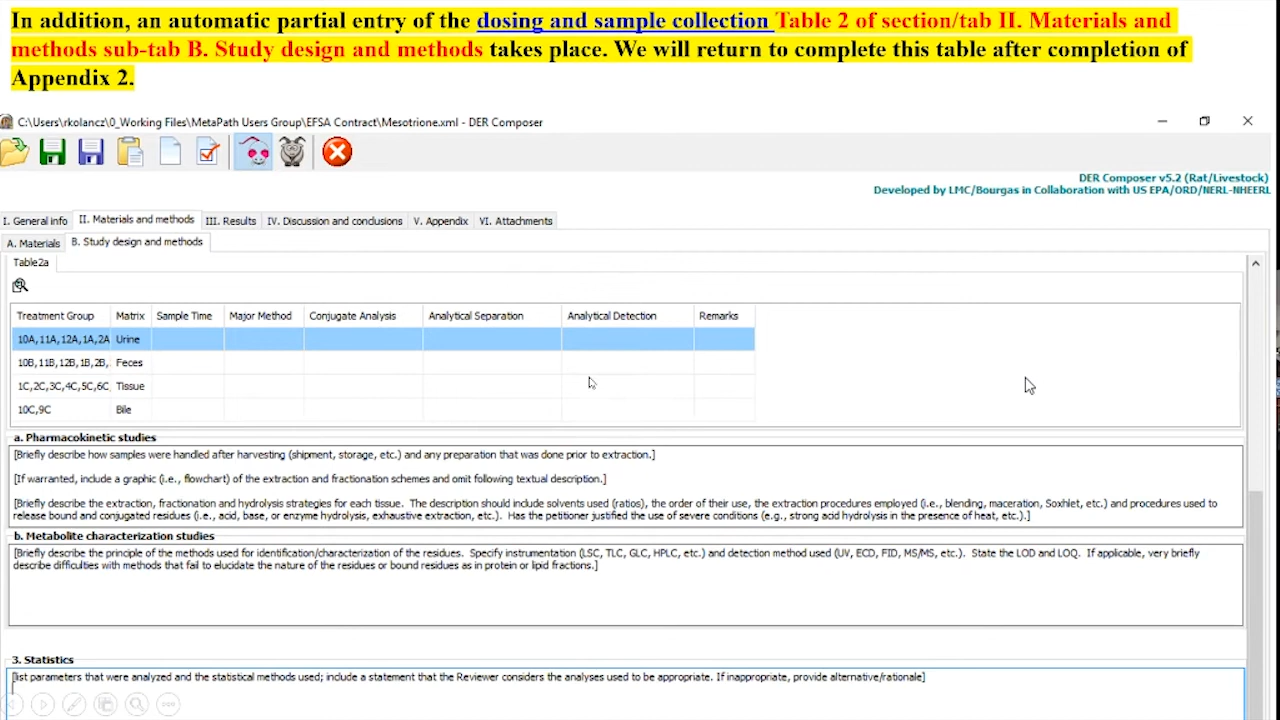 In addition, an automatic partial entry of the dosing and sample collection Table 2 of section/tab II. Materials and
methods sub-tab B. Study design and methods takes place. We will return to complete this table after completion of
Appendix 2.
C:\Users\rkolancz\0_Working Files\MetaPath Users Group\EFSA Contract\Mesotrione.xml - DER Composer
DER Composer v5.2 (Rat/Livestock)
Developed by LMC/Bourgas in Collaboration with US EPA/ORD/NERL-NHEERL
I. General info II. Materials and methods III. Results IV. Discussion and conclusions V. Appendix VI. Attachments
A. Materials B. Study design and methods
Table2a
Treatment Group Matrix Sample Time Major Method Conjugate Analysis Analytical Separation Analytical Detection Remarks
10A,11A,12A,1A,2A Urine
10B,11B,12B,1B,2B, Feces
1C,2C,3C,4C,5C,6C, Tissue
10C,9C Bile
a. Pharmacokinetic studies
[Briefly describe how samples were handled after harvesting (shipment, storage, etc.) and any preparation that was done prior to extraction.]
[If warranted, include a graphic (i.e., flowchart) of the extraction and fractionation schemes and omit following textual description.]
[Briefly describe the extraction, fractionation and hydrolysis strategies for each tissue. The description should include solvents used (ratios), the order of their use, the extraction procedures employed (i.e., blending, maceration, Soxhlet, etc.) and procedures used to
release bound and conjugated residues (i.e., acid, base, or enzyme hydrolysis, exhaustive extraction, etc.). Has the petitioner justified the use of severe conditions (e.g., strong acid hydrolysis in the presence of heat, etc.).]
b. Metabolite characterization studies
[Briefly describe the principle of the methods used for identification/characterization of the residues. Specify instrumentation (LSC, TLC, GLC, HPLC, etc.) and detection method used (UV, ECD, FID, MS/MS, etc.). State the LOD and LOQ. If applicable, very briefly
describe difficulties with methods that fail to elucidate the nature of the residues or bound residues as in protein or lipid fractions.]
3. Statistics
[list parameters that were analyzed and the statistical methods used; include a statement that the Reviewer considers the analyses used to be appropriate. If inappropriate, provide alternative/rationale]